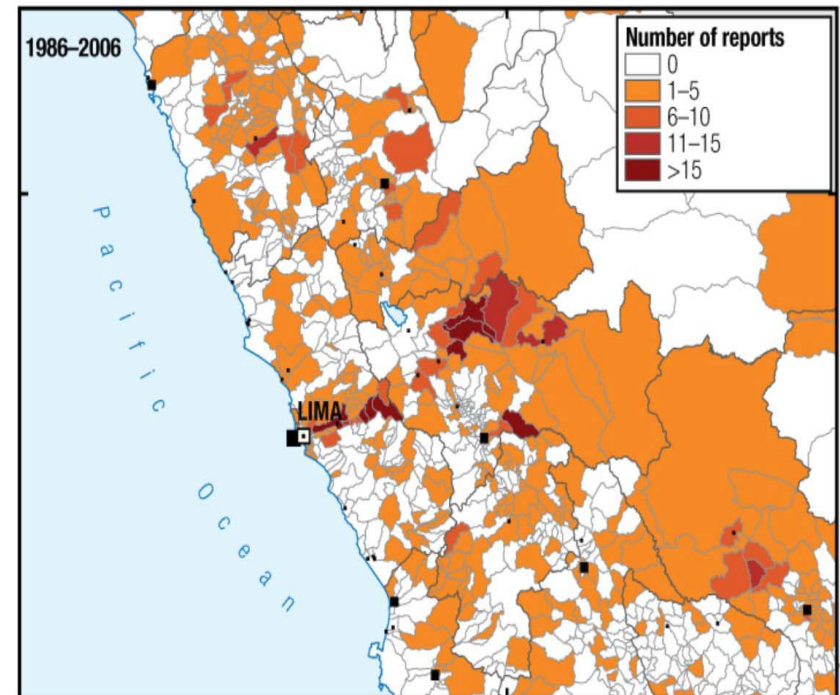 1986–2006
Number of reports
0
1–5
6–10
11–15
>15
Pacific
LIMA
Ocean